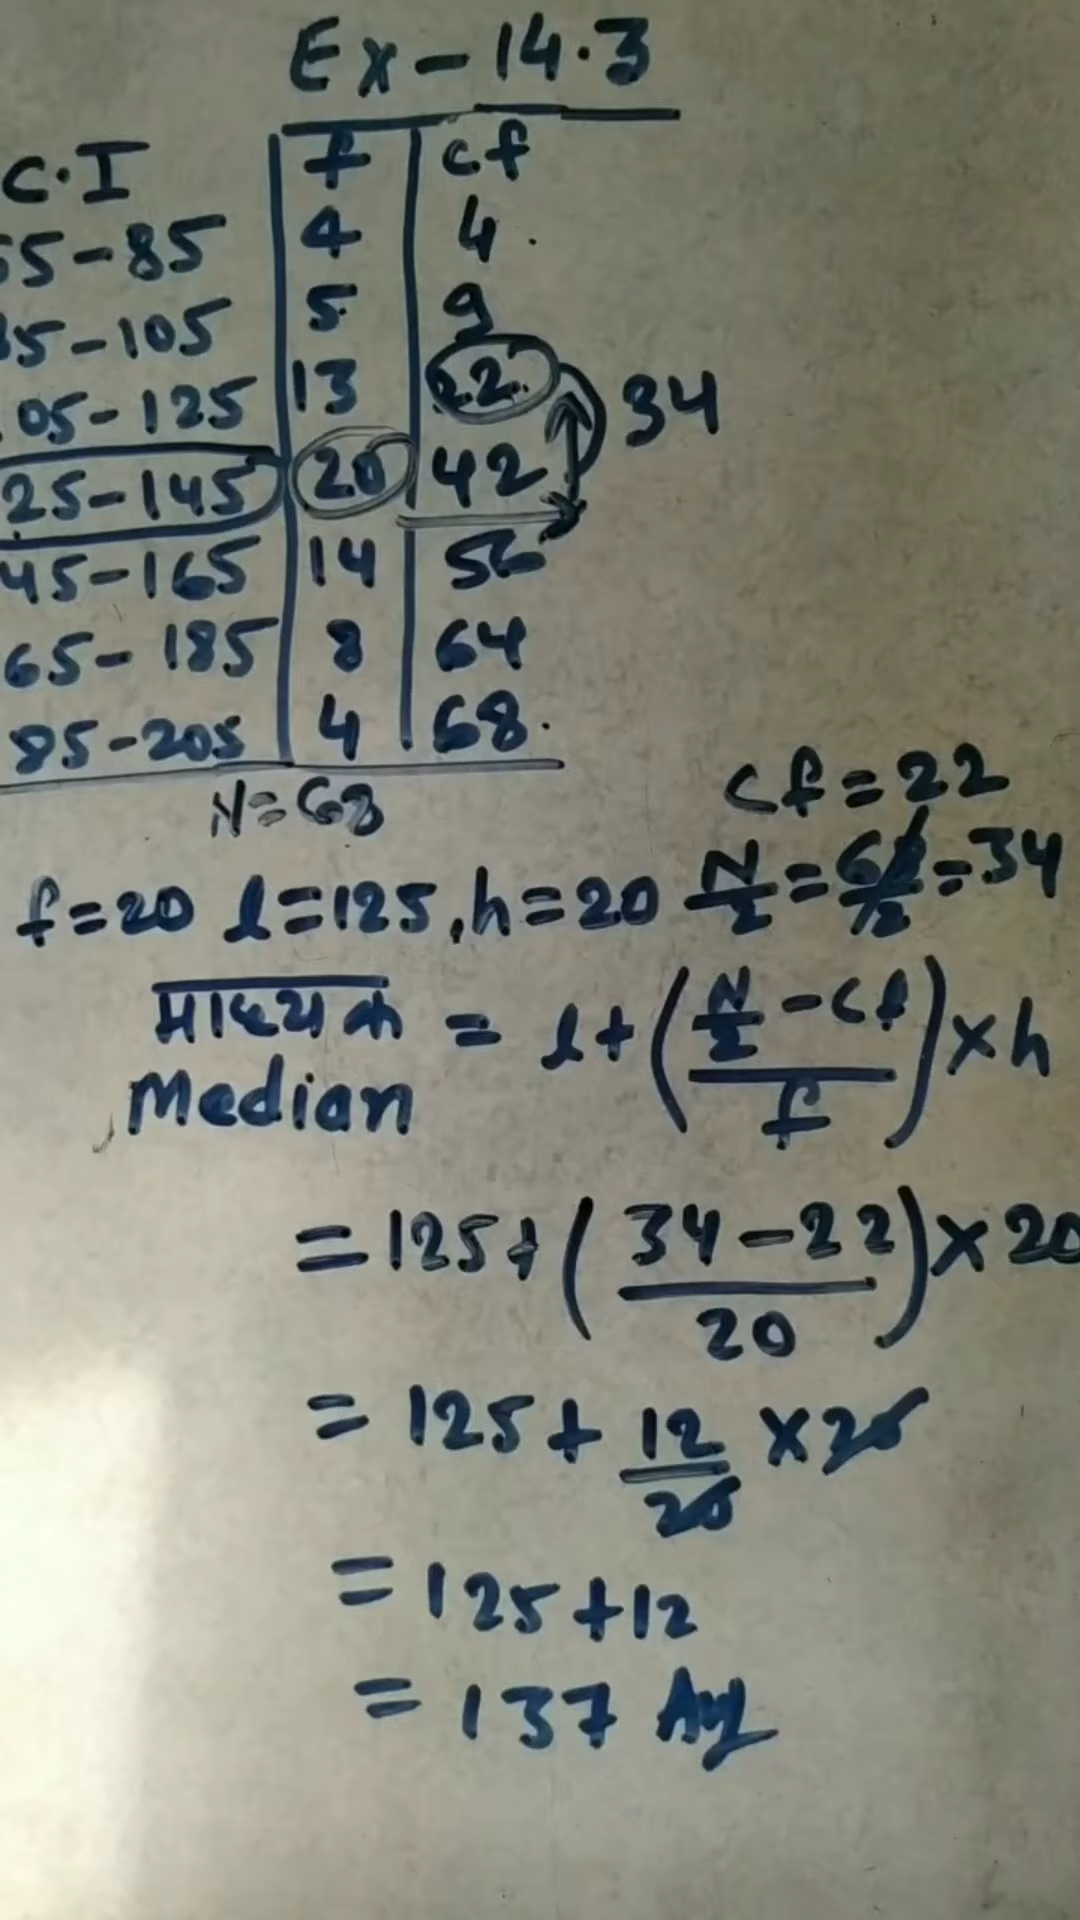 Ex-14.3
C.I f cf
55-85 4 4
85-105 5 9
05-125 13 22 34
25-145 20 42
45-165 14 56
65-185 8 64
85-205 4 68
N=68
cf=22
f=20 l=125, h=20 N/2=68/2=34
माध्यक Median = l+(N/2-cf/f)×h
=125+(34-22/20)×20
=125+12/20×20
=125+12
=137 Ans